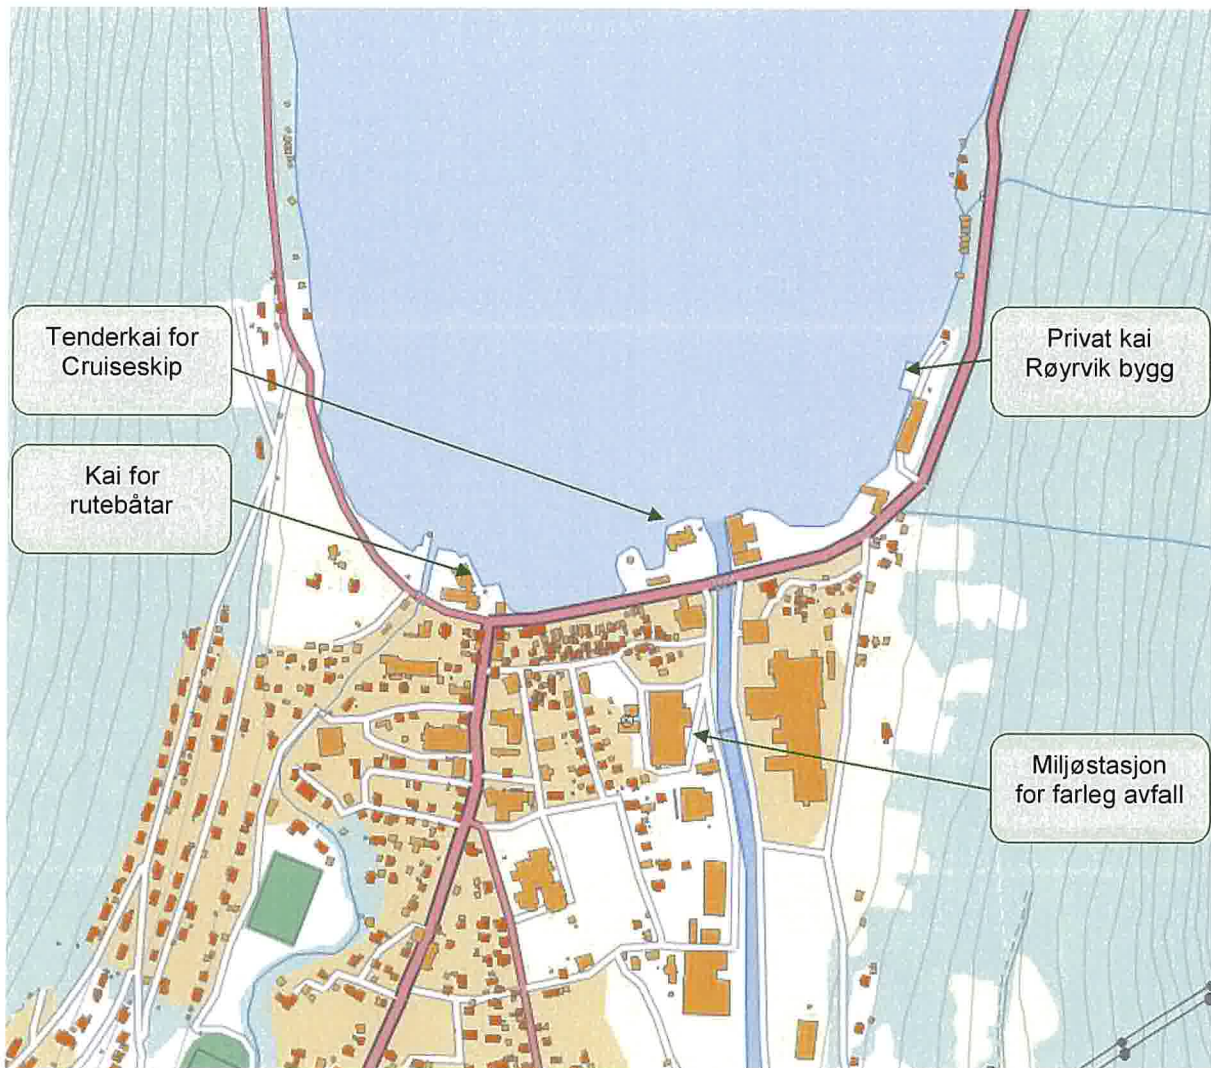 Tenderkai for
Cruiseskip
Kai for
rutebåtar
Privat kai
Røyrvik bygg
Miljøstasjon
for farleg avfall